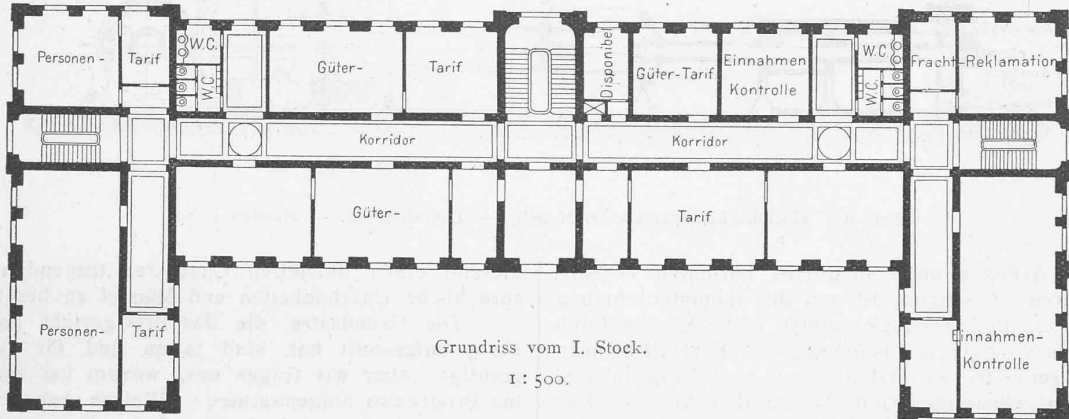 Personen-
Tarif
W.C.
W.C.
Güter-
Tarif
Disponibel
Güter-Tarif
Einnahmen
Kontrolle
W.C.
W.C.
Fracht-Reklamation
Korridor
Korridor
Güter-
Tarif
Personen-
Tarif
Einnahmen-
Kontrolle
Grundriss vom I. Stock.
1 : 500.